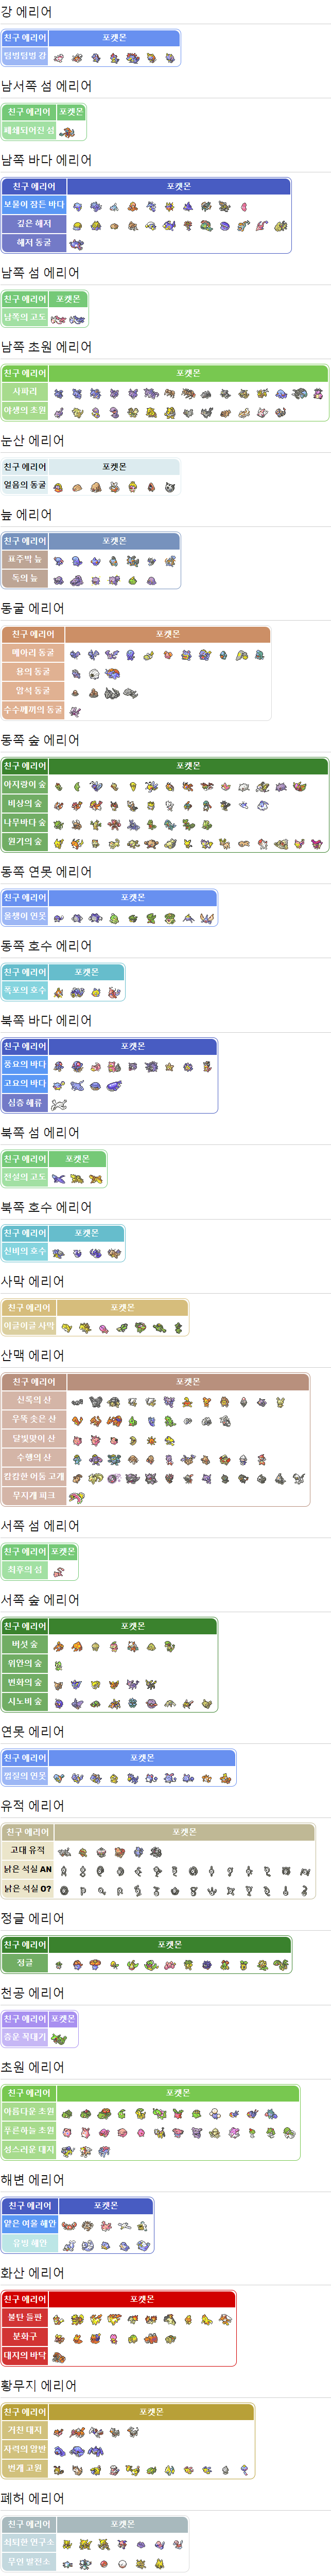 강 에리어
친구 에리어 포켓몬
텀벙텀벙 강
남서쪽 섬 에리어
친구 에리어 포켓몬
폐쇄되어진 섬
남쪽 바다 에리어
친구 에리어 포켓몬
보물이 잠든 바다
깊은 해저
해저 동굴
남쪽 섬 에리어
친구 에리어 포켓몬
남쪽의 고도
남쪽 초원 에리어
친구 에리어 포켓몬
사파리
야생의 초원
눈산 에리어
친구 에리어 포켓몬
얼음의 동굴
늪 에리어
친구 에리어 포켓몬
표주박 늪
독의 늪
동굴 에리어
친구 에리어 포켓몬
메아리 동굴
용의 동굴
암석 동굴
수수께끼의 동굴
동쪽 숲 에리어
친구 에리어 포켓몬
아지랑이 숲
비상의 숲
나무바다 숲
원기의 숲
동쪽 연못 에리어
친구 에리어 포켓몬
올챙이 연못
동쪽 호수 에리어
친구 에리어 포켓몬
폭포의 호수
북쪽 바다 에리어
친구 에리어 포켓몬
풍요의 바다
고요의 바다
심층 해류
북쪽 섬 에리어
친구 에리어 포켓몬
전설의 고도
북쪽 호수 에리어
친구 에리어 포켓몬
신비의 호수
사막 에리어
친구 에리어 포켓몬
이글이글 사막
산맥 에리어
친구 에리어 포켓몬
신록의 산
우뚝 솟은 산
달빛맞이 산
수행의 산
캄캄한 어둠 고개
무지개 피크
서쪽 섬 에리어
친구 에리어 포켓몬
최후의 섬
서쪽 숲 에리어
친구 에리어 포켓몬
버섯 숲
위안의 숲
변화의 숲
시노비 숲
연못 에리어
친구 에리어 포켓몬
멍절의 연못
유적 에리어
친구 에리어 포켓몬
고대 유적
낡은 석실 AN
낡은 석실 O?
정글 에리어
친구 에리어 포켓몬
정글
천공 에리어
친구 에리어 포켓몬
층운 꼭대기
초원 에리어
친구 에리어 포켓몬
아름다운 초원
푸른하늘 초원
성스러운 대지
해변 에리어
친구 에리어 포켓몬
얕은 여울 해안
유빙 해안
화산 에리어
친구 에리어 포켓몬
불탄 들판
분화구
대지의 바닥
황무지 에리어
친구 에리어 포켓몬
거친 대지
자력의 암반
번개 고원
폐허 에리어
친구 에리어 포켓몬
쇠퇴한 연구소
무인 발전소